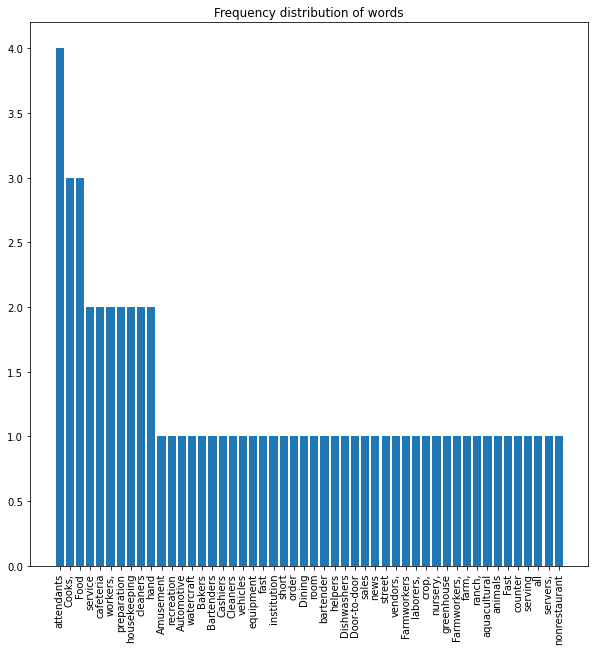 Frequency distribution of words
4.0
3.5
3.0
2.5
2.0
1.5
1.0
0.5
0.0
attendants
Cooks,
Food
service
cafeteria
workers,
preparation
housekeeping
cleaners
hand
Amusement
recreation
Automotive
watercraft
Bakers
Bartenders
Cashiers
Cleaners
vehicles
equipment
fast
institution
short
order
Dining
room
bartender
helpers
Dishwashers
Door-to-door
sales
news
street
vendors,
Farmworkers
laborers,
crop,
nursery,
greenhouse
Farmworkers,
farm,
ranch,
aquacultural
animals
Fast
counter
serving
all
servers,
nonrestaurant